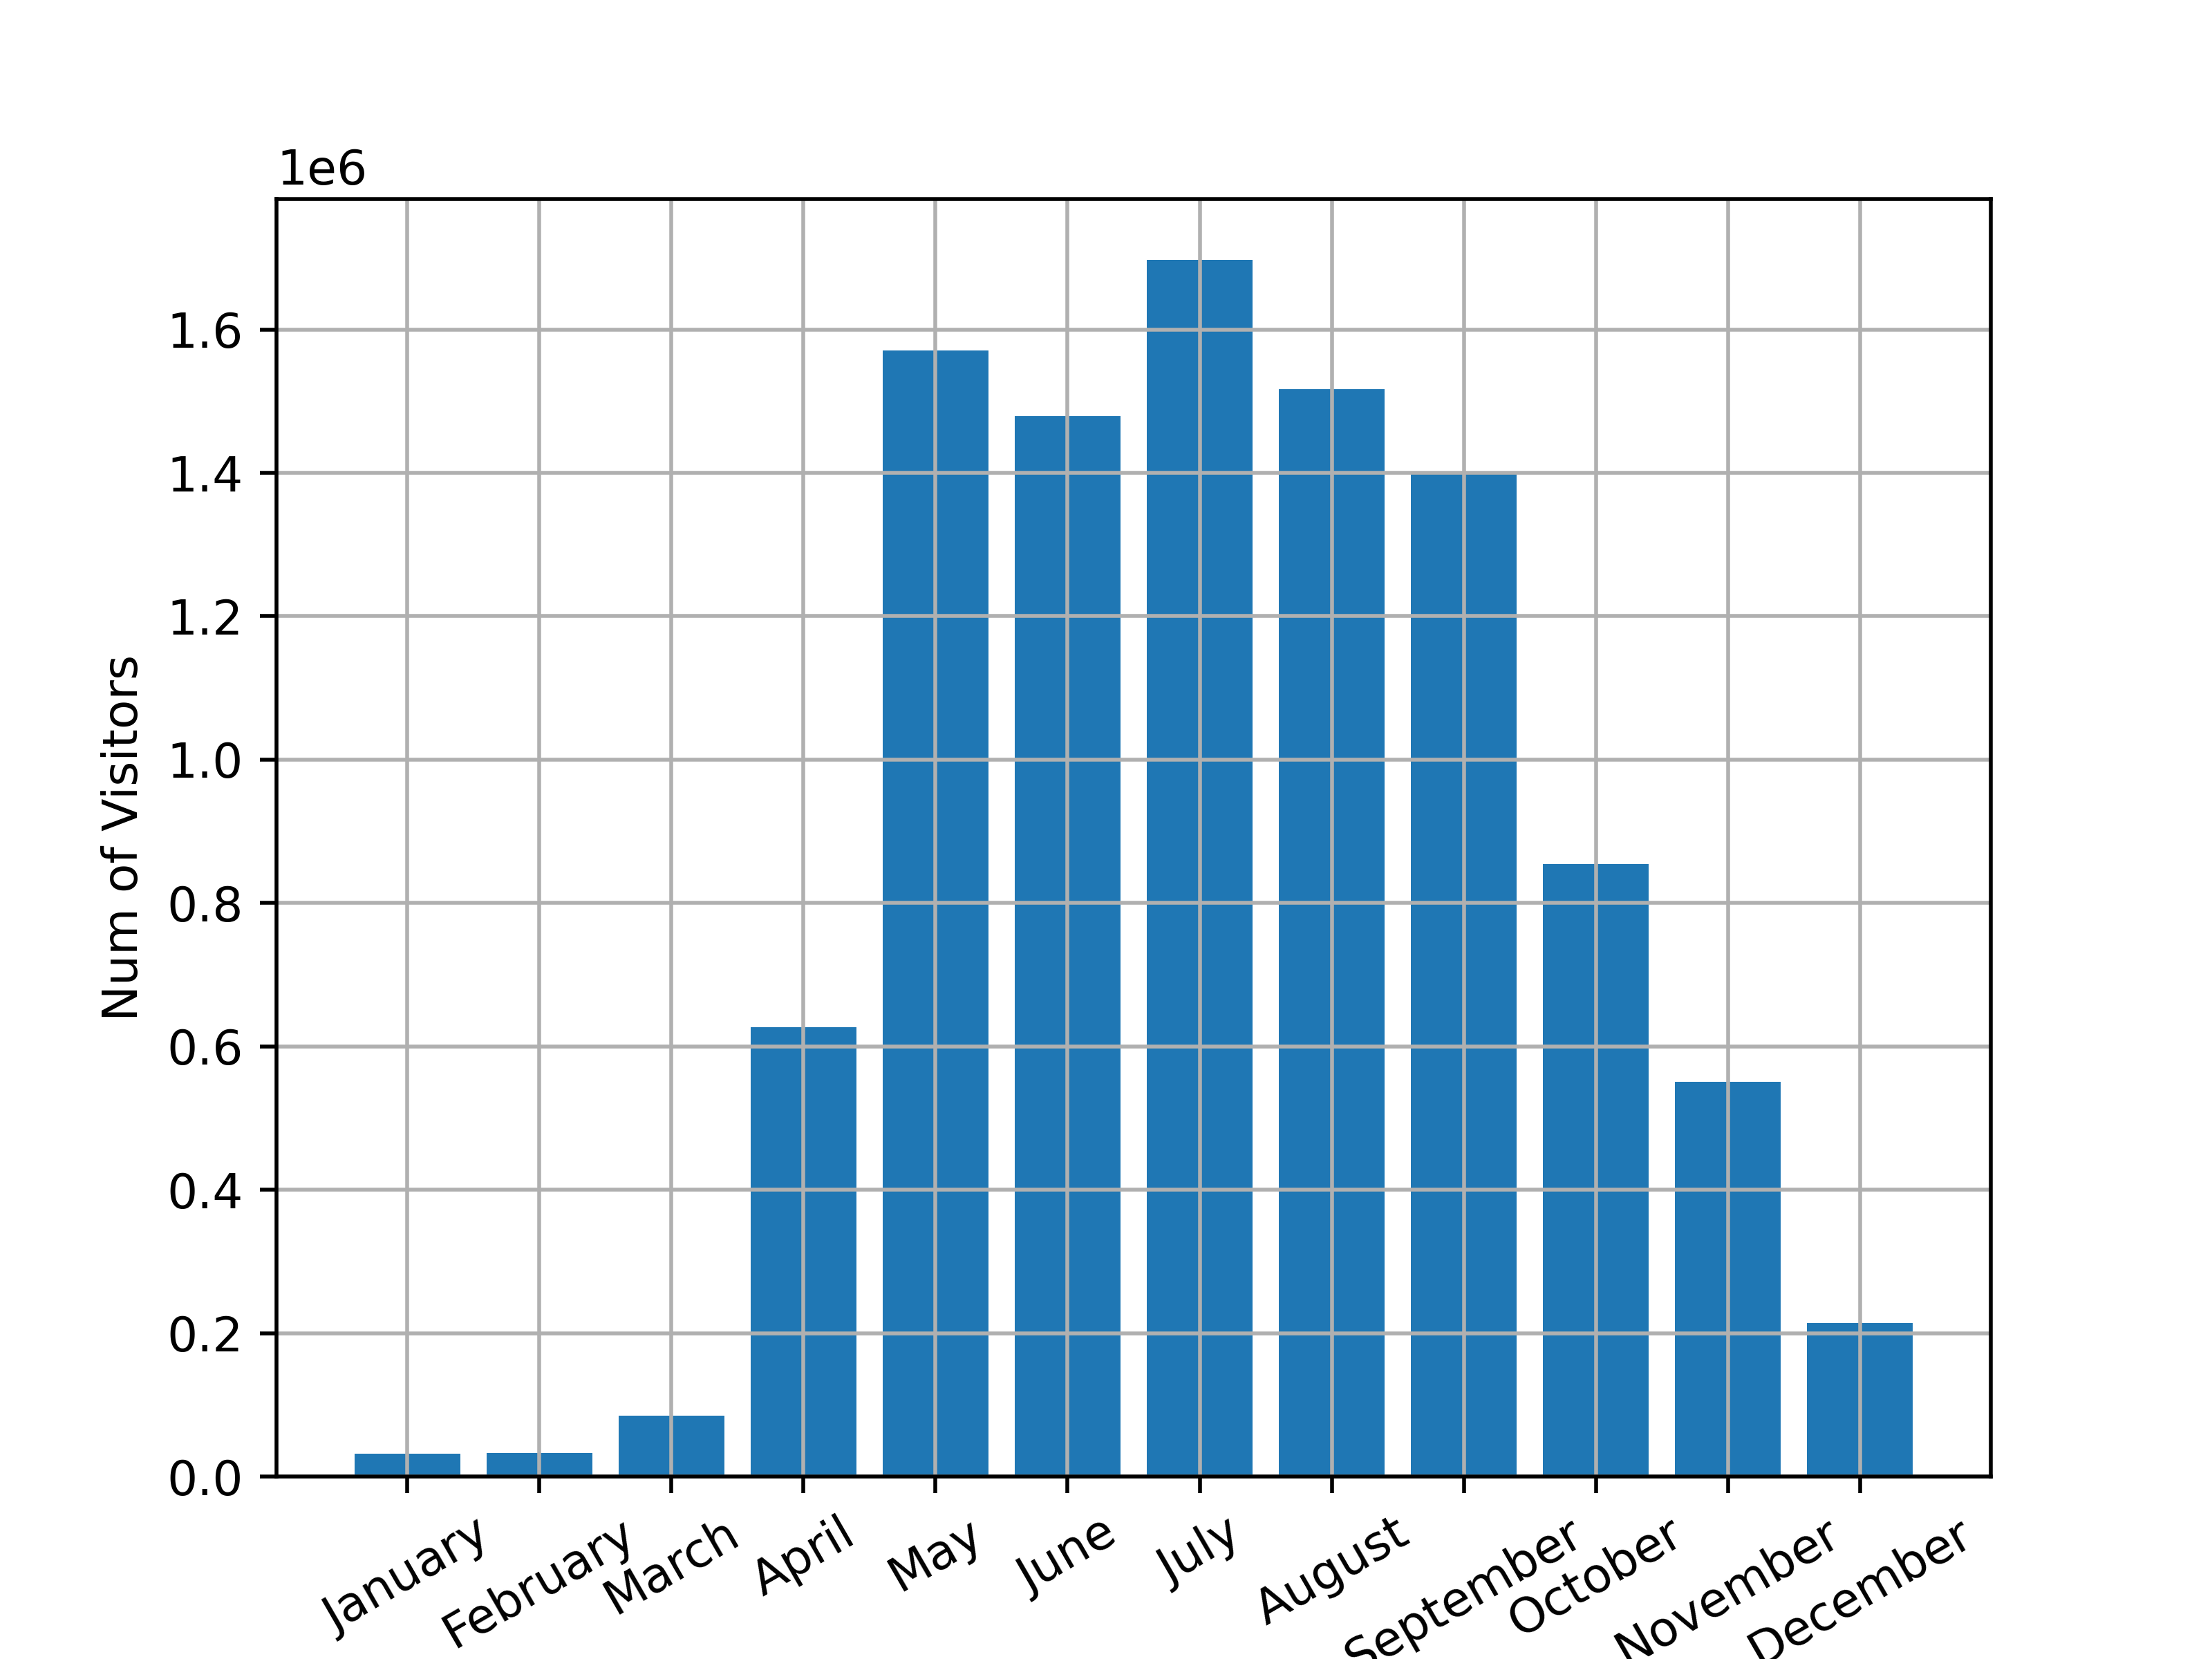 1e6
1.6
1.4
1.2
1.0
0.8
0.6
0.4
0.2
0.0
Num of Visitors
January
February
March
April
May
June
July
August
September
October
November
December